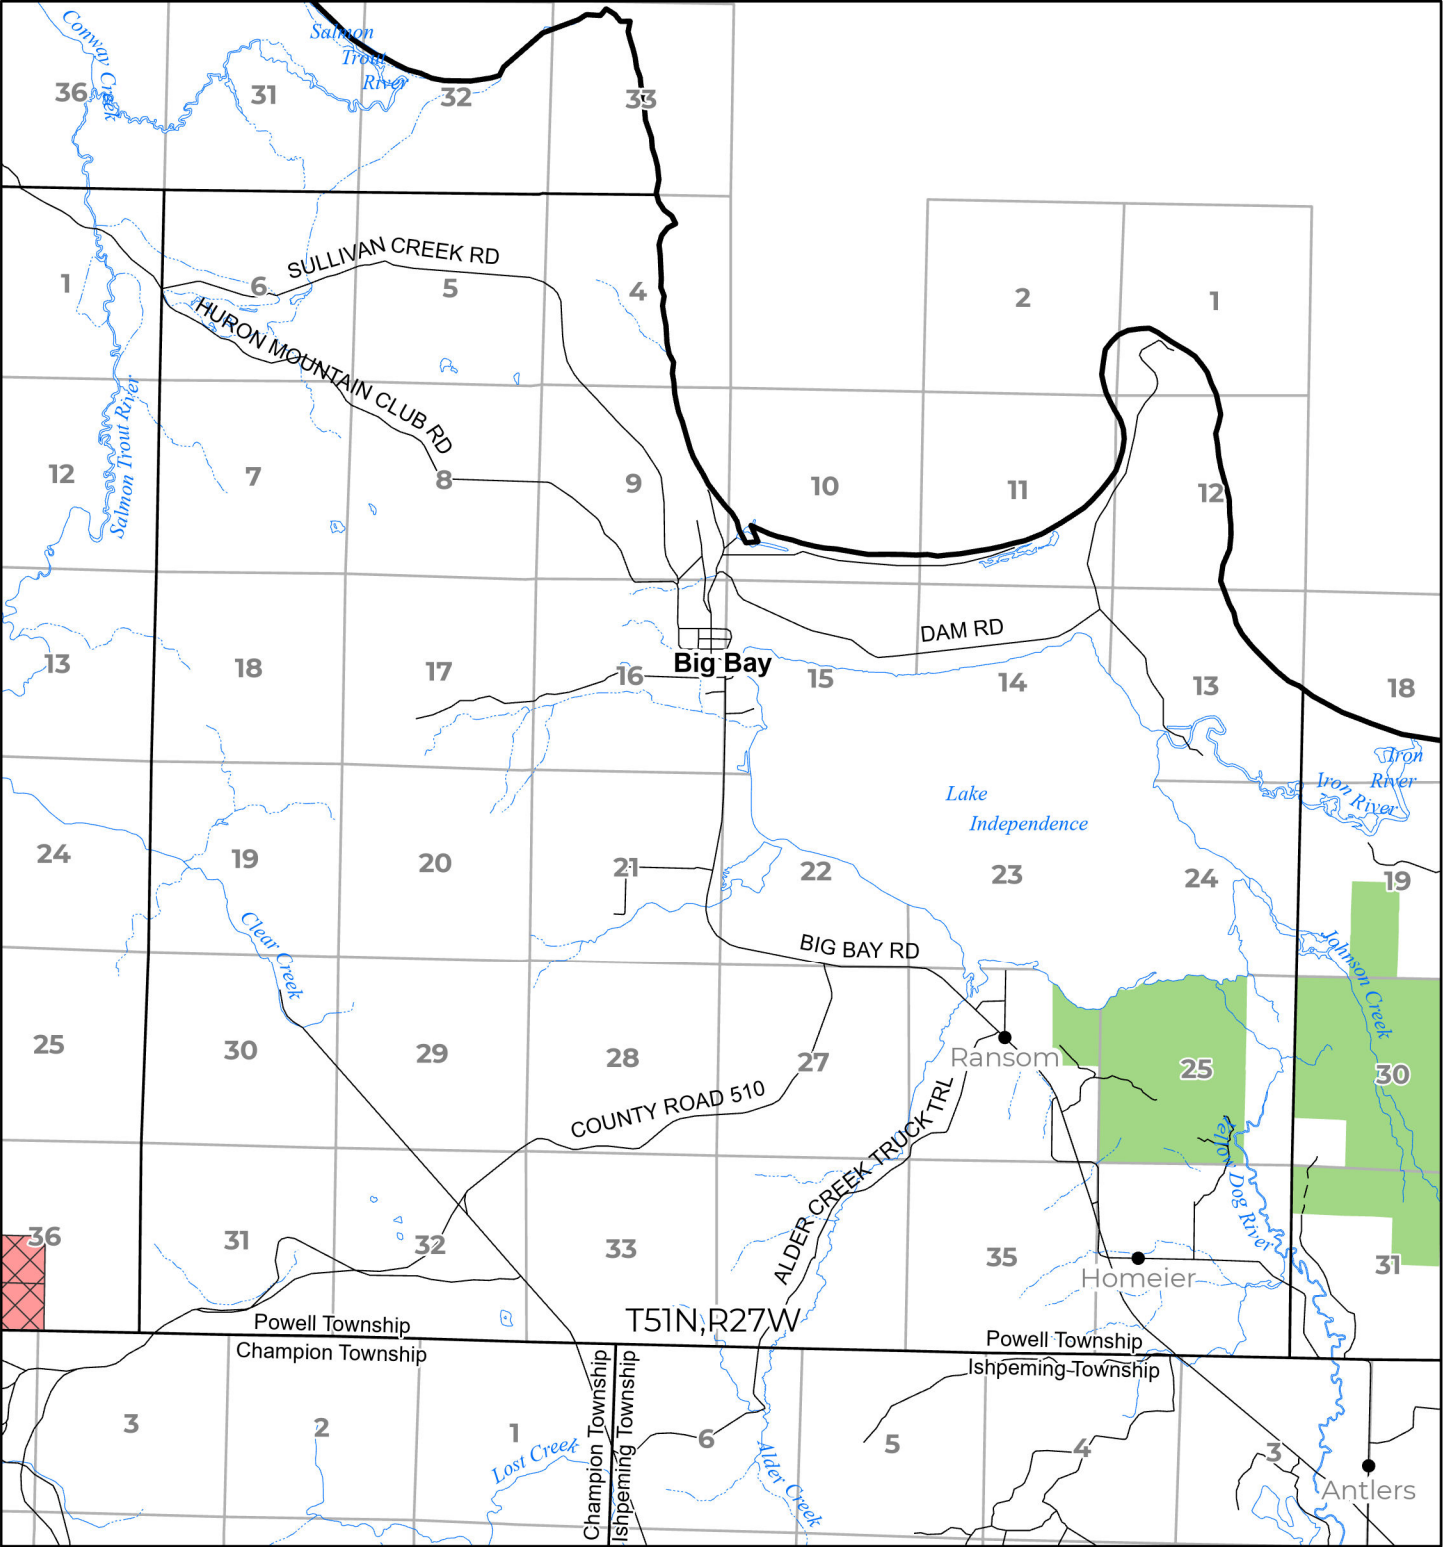 Conway Creek
Salmon
Trout
River
36
31
32
33
SULLIVAN CREEK RD
1
6
5
4
2
1
HURON MOUNTAIN CLUB RD
Salmon Trout River
12
7
8
9
10
11
12
DAM RD
Big Bay
13
18
17
16
15
14
13
18
Iron
River
Iron River
Lake
Independence
24
19
20
21
22
23
24
19
Clear Creek
BIG BAY RD
Johnson Creek
25
30
29
28
27
Ransom
25
30
COUNTY ROAD 510
ALDER CREEK TRUCK TRL
Yellow Dog River
36
31
32
33
35
31
Homeier
T51N,R27W
Powell Township
Champion Township
Powell Township
Ishpeming Township
Champion Township
Ishpeming Township
3
2
1
6
5
4
3
Lost Creek
Alder Creek
Antlers